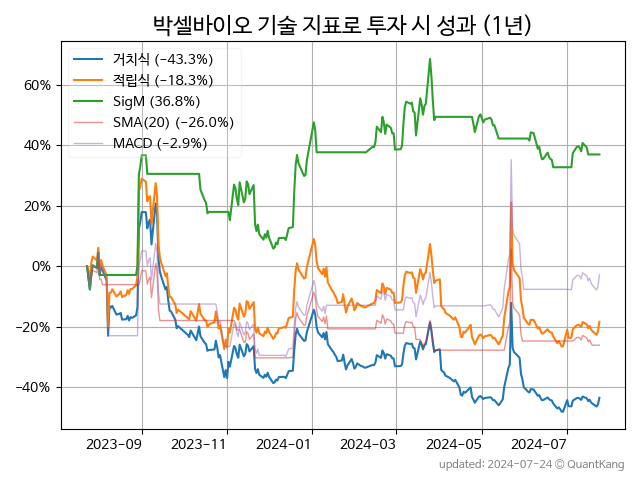 박셀바이오 기술 지표로 투자 시 성과 (1년)
거치식 (−43.3%)
적립식 (−18.3%)
SigM (36.8%)
SMA(20) (−26.0%)
MACD (−2.9%)
60%
40%
20%
0%
−20%
−40%
2023-09 2023-11 2024-01 2024-03 2024-05 2024-07
updated: 2024-07-24 © QuantKang